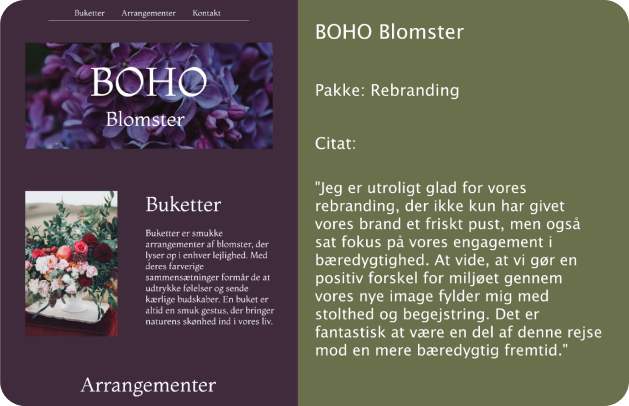 Buketter Arrangementer Kontakt
BOHO
Blomster
Buketter
Buketter er smukke
arrangementer af blomster, der
lyser op i enhver lejlighed. Med
deres farverige
sammensætninger formår de at
udtrykke følelser og sende
kærlige budskaber. En buket er
altid en smuk gestus, der bringer
naturens skønhed ind i vores liv.
Arrangementer
BOHO Blomster
Pakke: Rebranding
Citat:
"Jeg er utroligt glad for vores
rebranding, der ikke kun har givet
vores brand et friskt pust, men også
sat fokus på vores engagement i
bæredygtighed. At vide, at vi gør en
positiv forskel for miljøet gennem
vores nye image fylder mig med
stolthed og begejstring. Det er
fantastisk at være en del af denne rejse
mod en mere bæredygtig fremtid."